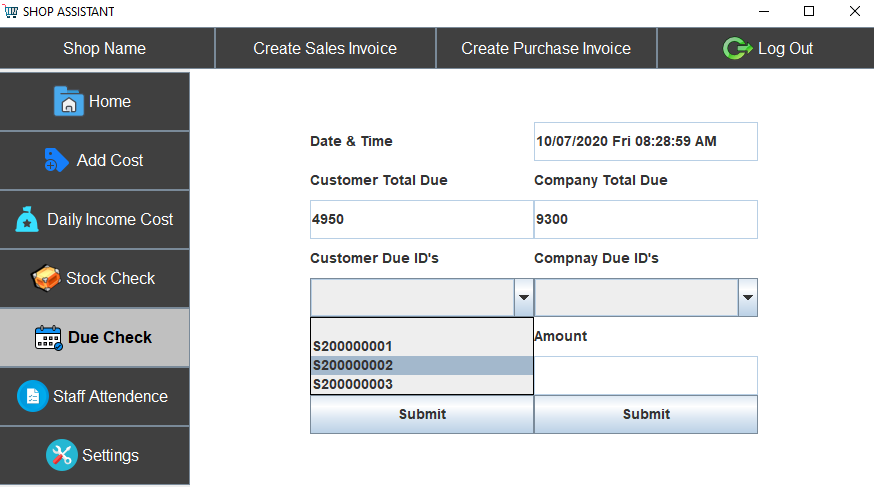 SHOP ASSISTANT
Shop Name
Create Sales Invoice
Create Purchase Invoice
Log Out
Home
Add Cost
Daily Income Cost
Stock Check
Due Check
Staff Attendence
Settings
Date & Time
10/07/2020 Fri 08:28:59 AM
Customer Total Due
Company Total Due
4950
9300
Customer Due ID's
Compnay Due ID's
S200000001
S200000002
S200000003
Amount
Submit
Submit